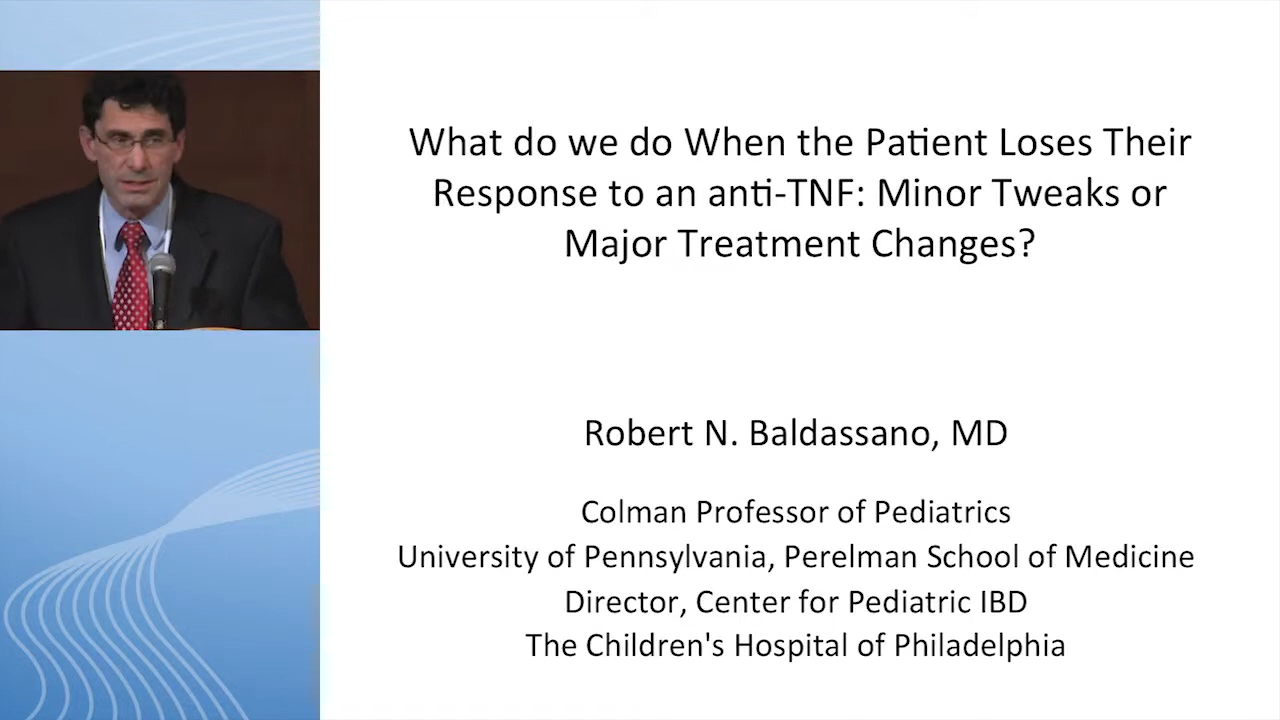 What do we do When the Patient Loses Their
Response to an anti-TNF: Minor Tweaks or
Major Treatment Changes?
Robert N. Baldassano, MD
Colman Professor of Pediatrics
University of Pennsylvania, Perelman School of Medicine
Director, Center for Pediatric IBD
The Children's Hospital of Philadelphia